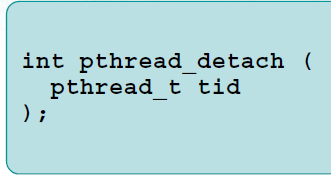 int pthread_detach (
pthread_t tid
);